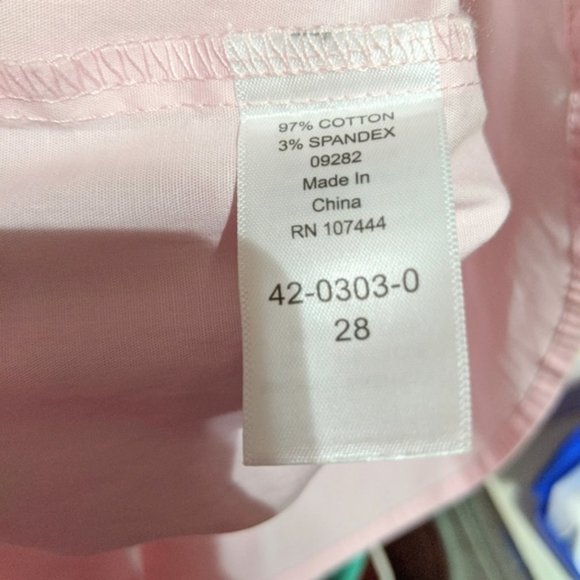 97% COTTON
3% SPANDEX
09282
Made In
China
RN 107444
42-0303-0
28